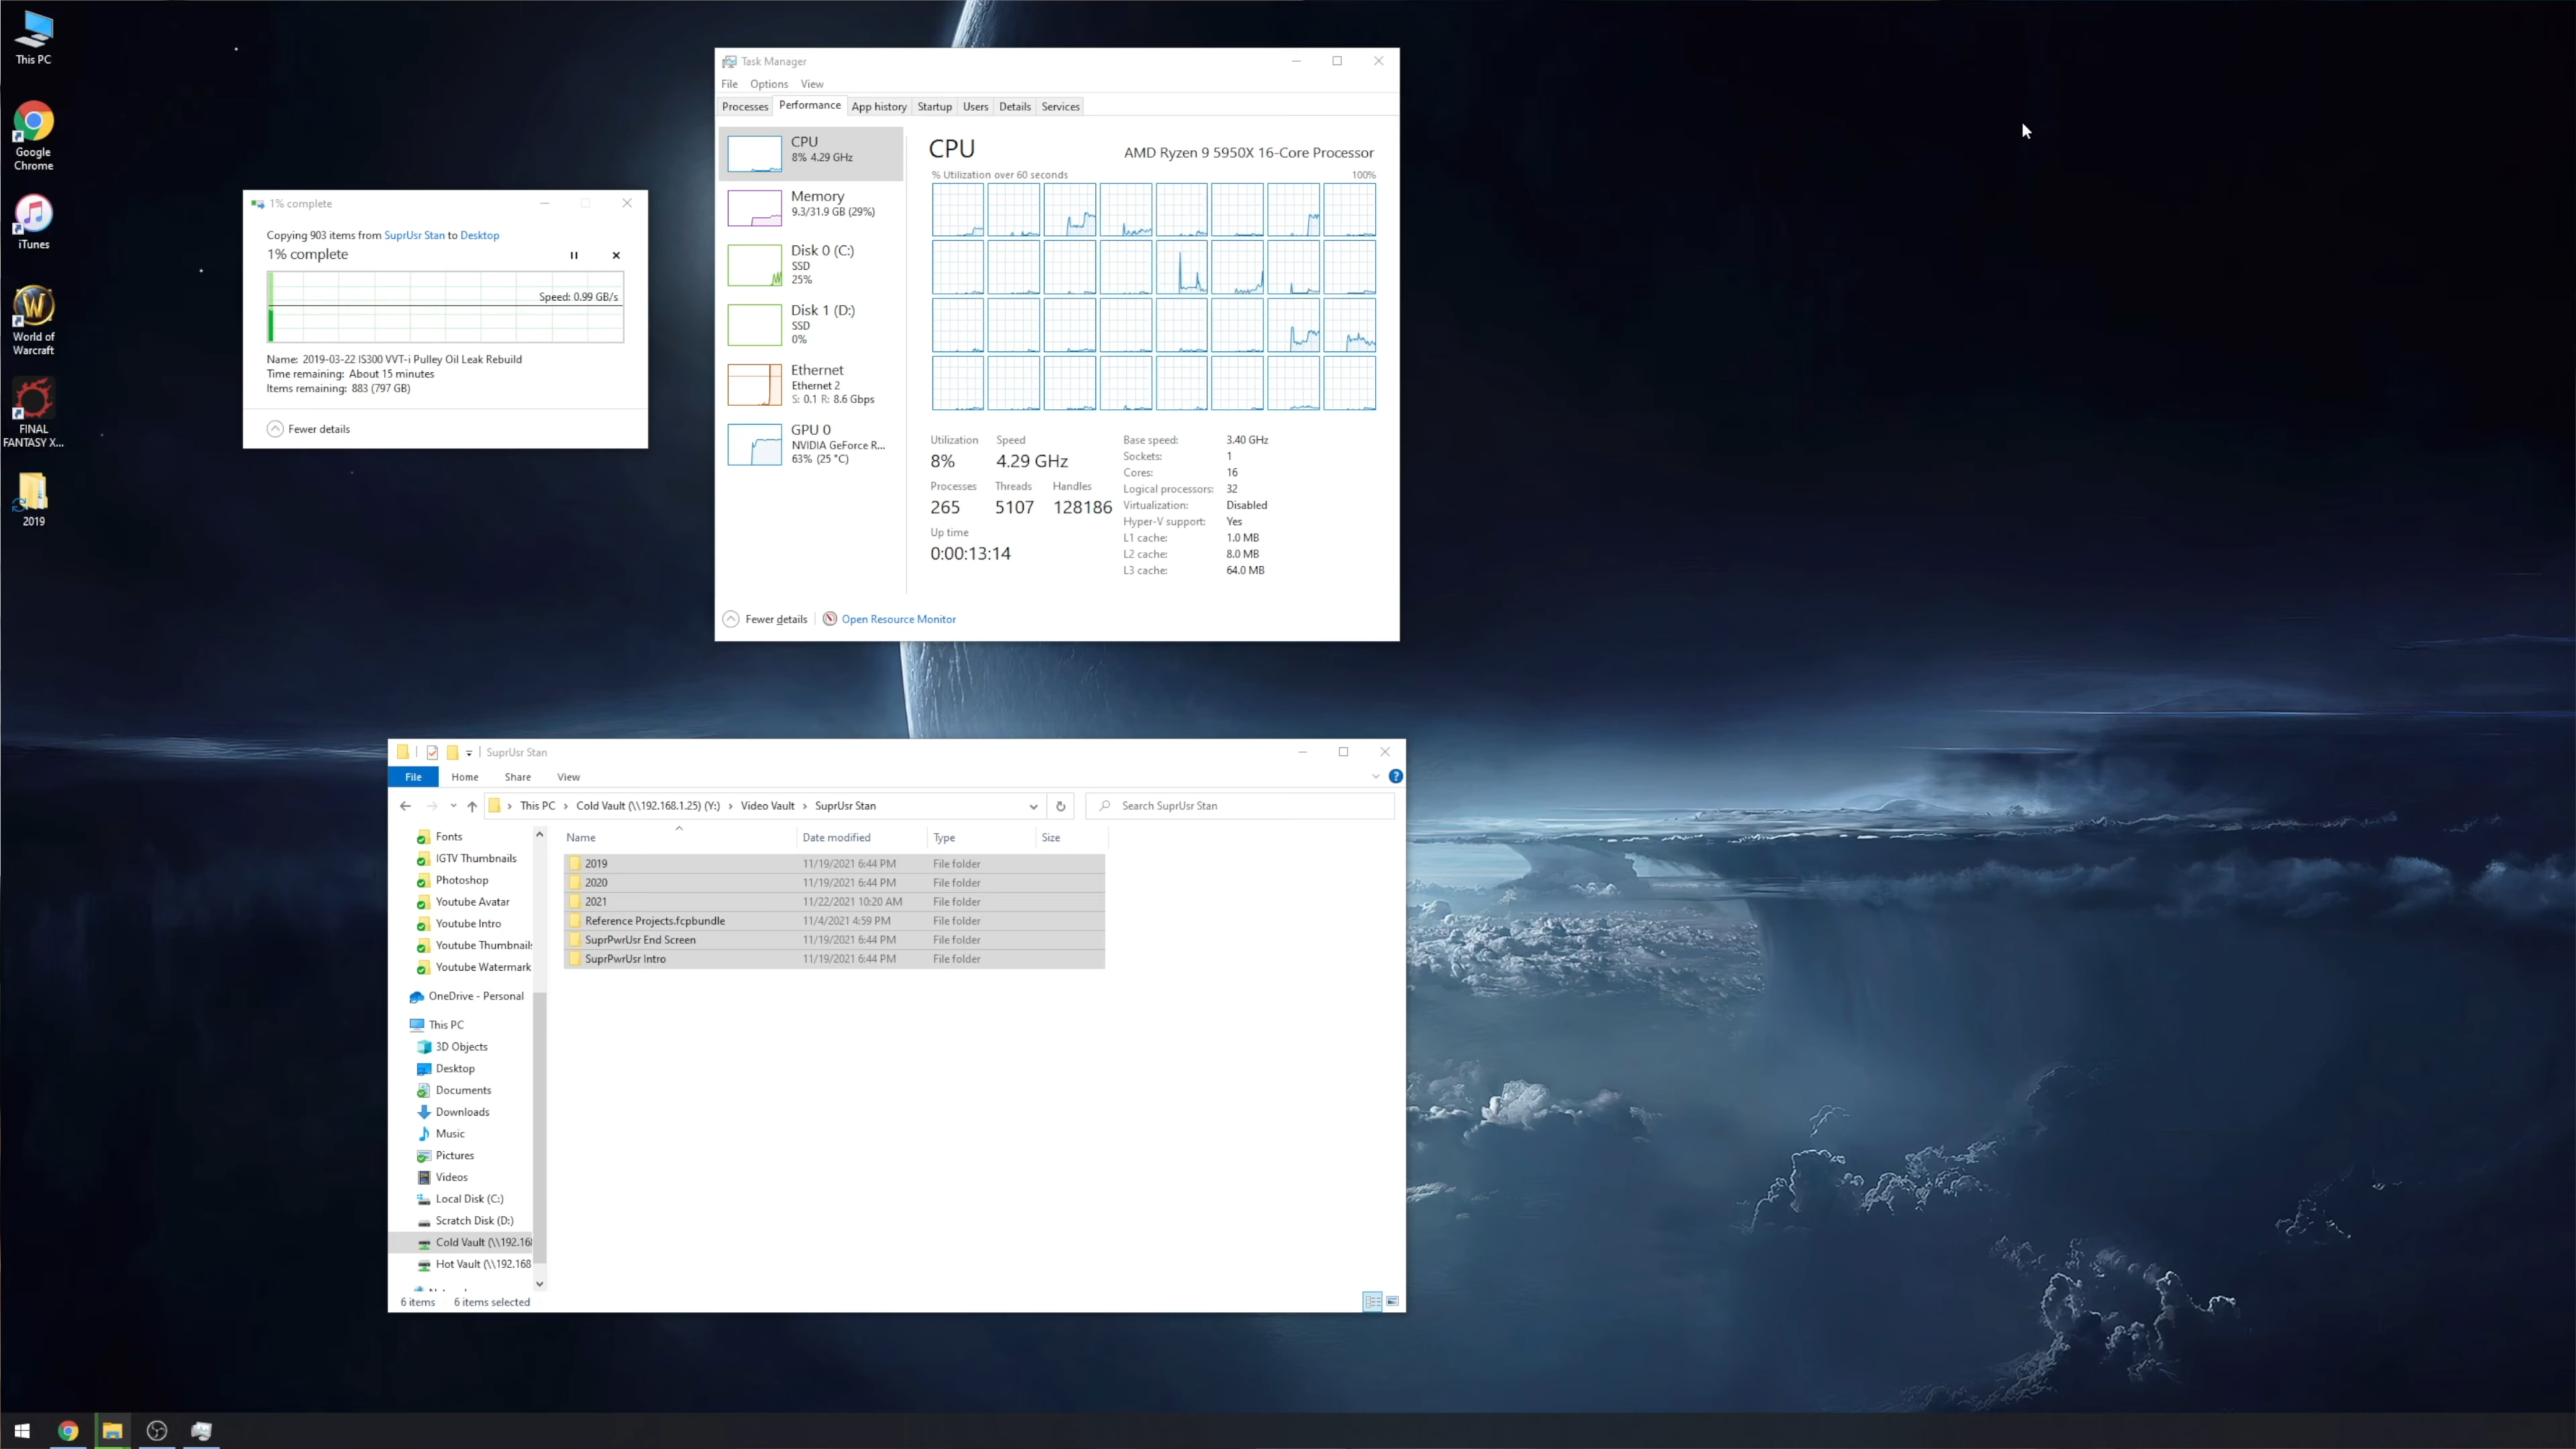 This PC
Google
Chrome
iTunes
World of
Warcraft
FINAL
FANTASY X...
2019
1% complete
Copying 903 items from SuprUsr Stan to Desktop
1% complete
Speed: 0.99 GB/s
Name: 2019-03-22 IS300 VVT-i Pulley Oil Leak Rebuild
Time remaining: About 15 minutes
Items remaining: 883 (797 GB)
Fewer details
Task Manager
File Options View
Processes Performance App history Startup Users Details Services
CPU
8% 4.29 GHz
Memory
9.3/31.9 GB (29%)
Disk 0 (C:)
SSD
25%
Disk 1 (D:)
SSD
0%
Ethernet
Ethernet 2
S: 0.1 R: 8.6 Gbps
GPU 0
NVIDIA GeForce R...
63% (25 °C)
CPU
AMD Ryzen 9 5950X 16-Core Processor
% Utilization over 60 seconds 100%
Utilization Speed
8% 4.29 GHz
Processes Threads Handles
265 5107 128186
Up time
0:00:13:14
Base speed: 3.40 GHz
Sockets: 1
Cores: 16
Logical processors: 32
Virtualization: Disabled
Hyper-V support: Yes
L1 cache: 1.0 MB
L2 cache: 8.0 MB
L3 cache: 64.0 MB
Fewer details Open Resource Monitor
SuprUsr Stan
File Home Share View
This PC Cold Vault (\\192.168.1.25) (Y:) Video Vault SuprUsr Stan
Search SuprUsr Stan
Fonts
IGTV Thumbnails
Photoshop
Youtube Avatar
Youtube Intro
Youtube Thumbnails
Youtube Watermark
OneDrive - Personal
This PC
3D Objects
Desktop
Documents
Downloads
Music
Pictures
Videos
Local Disk (C:)
Scratch Disk (D:)
Cold Vault (\\192.168
Hot Vault (\\192.168
Name Date modified Type Size
2019 11/19/2021 6:44 PM File folder
2020 11/19/2021 6:44 PM File folder
2021 11/22/2021 10:20 AM File folder
Reference Projects.fcpbundle 11/4/2021 4:59 PM File folder
SuprPwrUsr End Screen 11/19/2021 6:44 PM File folder
SuprPwrUsr Intro 11/19/2021 6:44 PM File folder
6 items 6 items selected